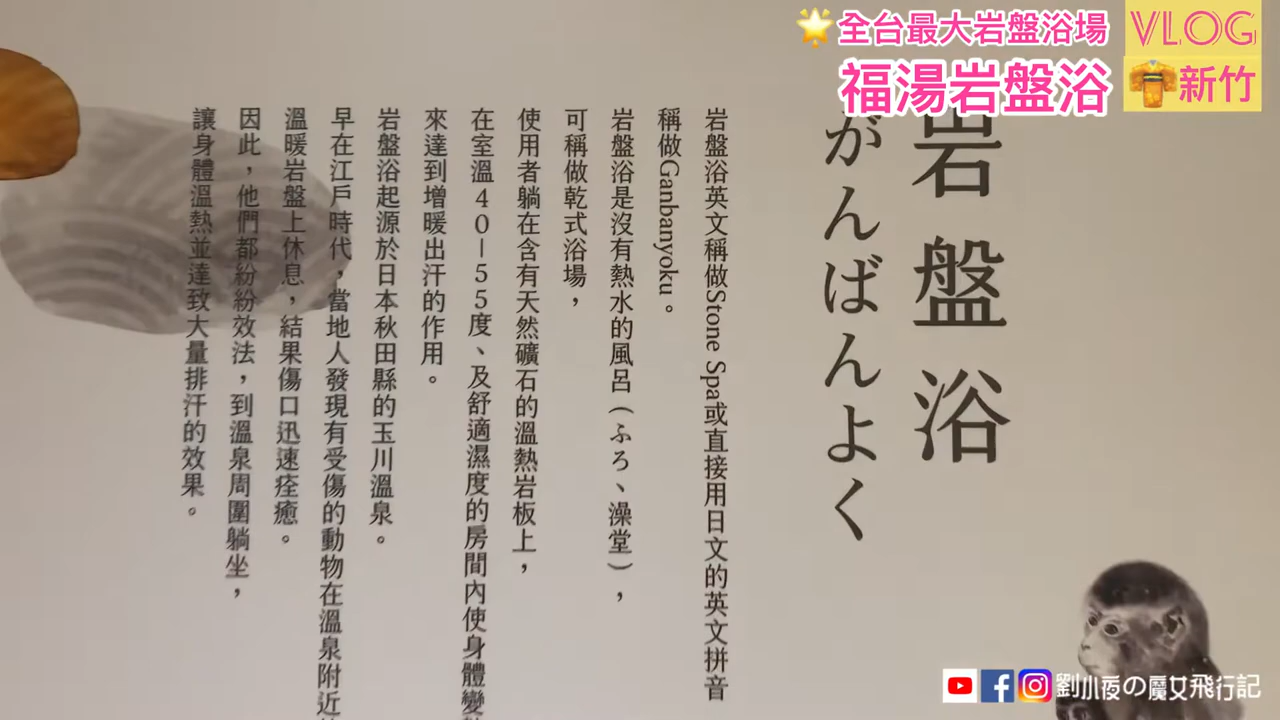 全台最大岩盤浴場
福湯岩盤浴
VLOG
新竹
岩盤浴
がんばんよく
岩盤浴英文稱做Stone Spa或直接用日文的英文拼音
稱做Ganbanyoku。
岩盤浴是沒有熱水的風呂(ふろ、澡堂),
可稱做乾式浴場,
使用者躺在含有天然礦石的溫熱岩板上,
在室溫40-55度、及舒適濕度的房間內使身體變
來達到增暖出汗的作用。
岩盤浴起源於日本秋田縣的玉川溫泉。
早在江戶時代,當地人發現有受傷的動物在溫泉附近
溫暖岩盤上休息,結果傷口迅速痊癒。
因此,他們都紛紛效法,到溫泉周圍躺坐,
讓身體溫熱並達致大量排汗的效果。
劉小夜の魔女飛行記